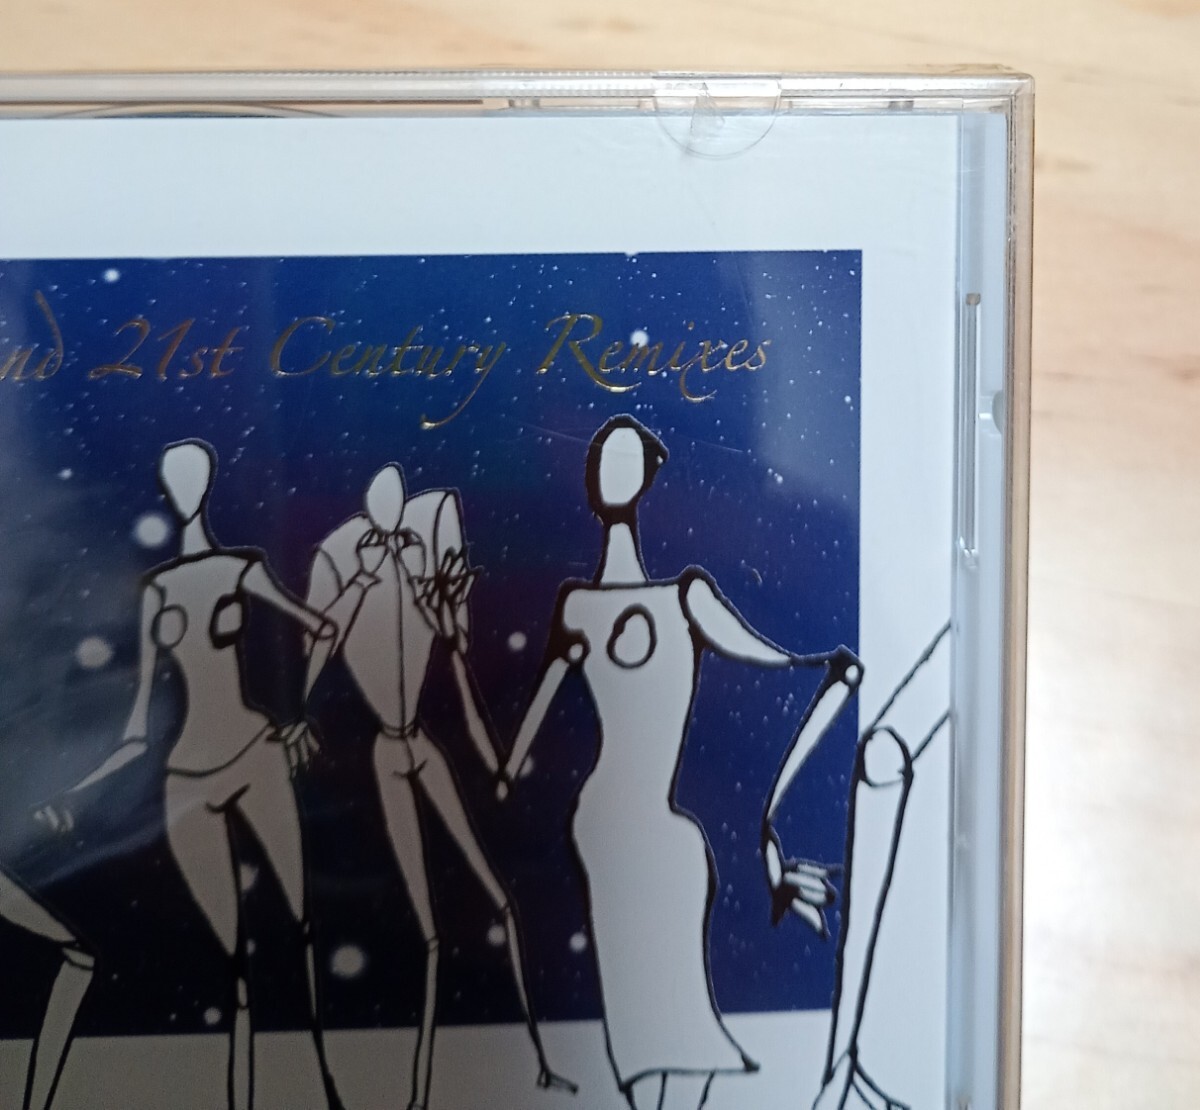 nd 21st Century Remixes